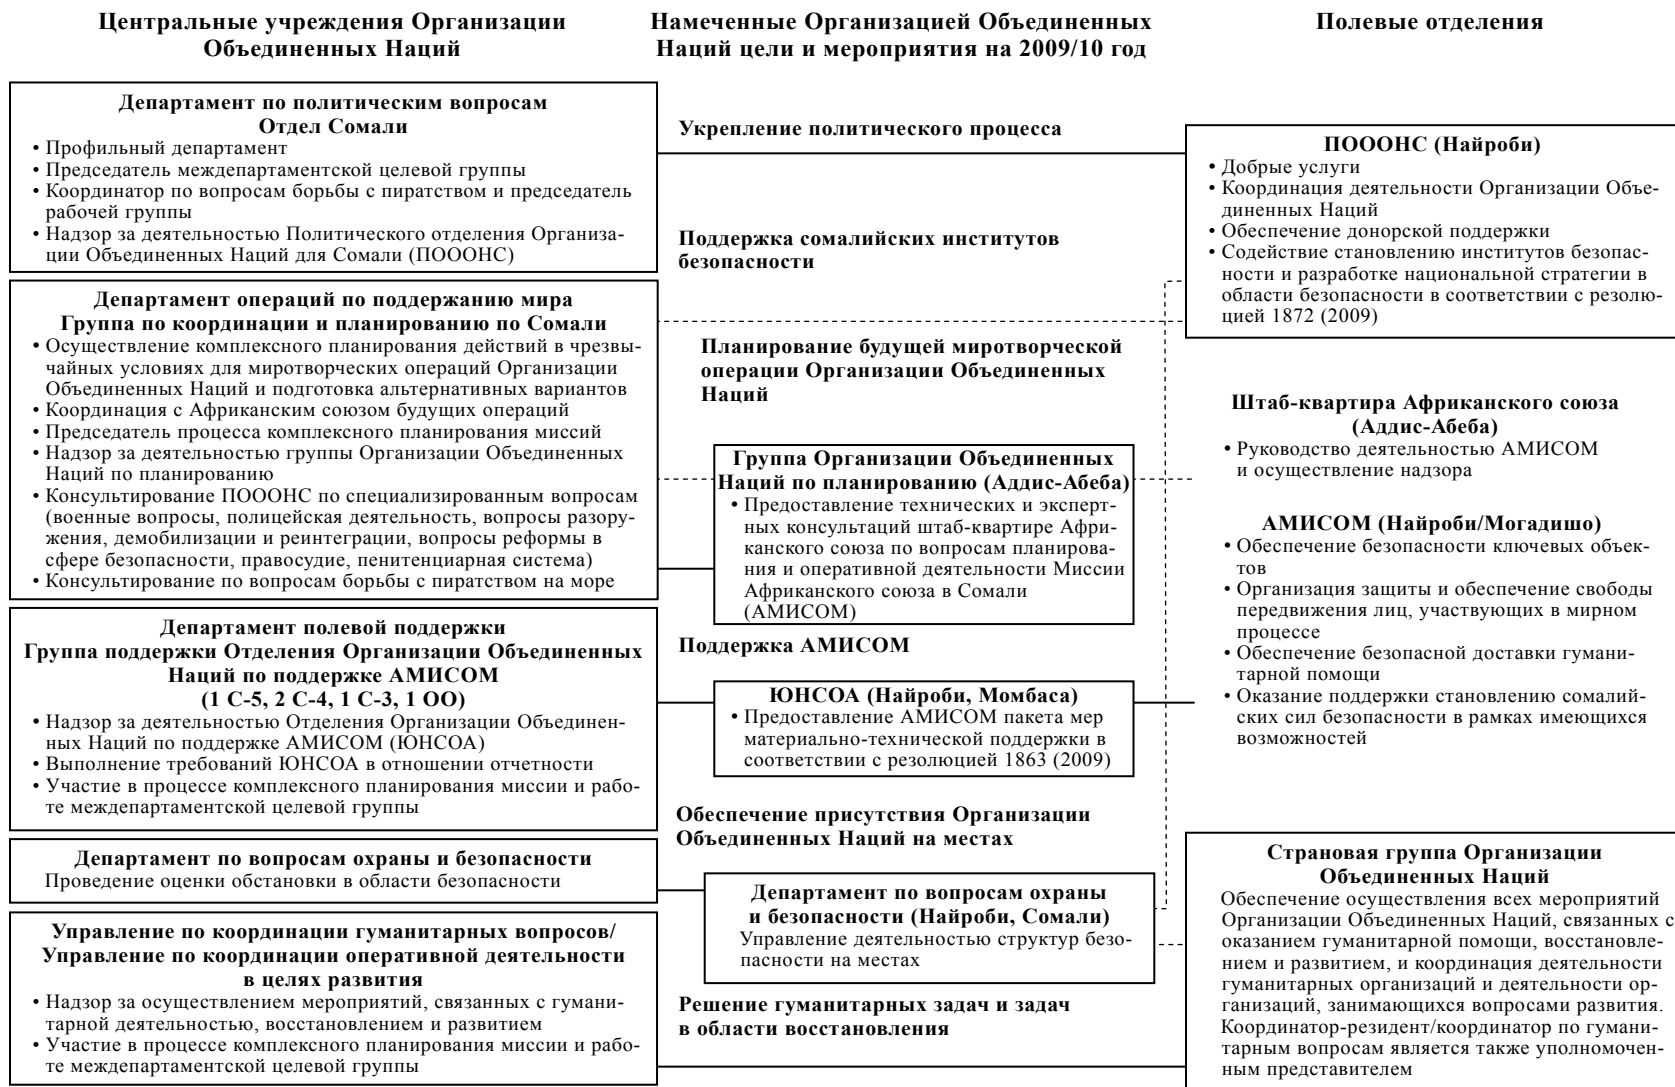 Центральные учреждения Организации
Объединенных Наций
Намеченные Организацией Объединенных
Наций цели и мероприятия на 2009/10 год
Полевые отделения
Департамент по политическим вопросам
Отдел Сомали
• Профильный департамент
• Председатель междепартаментской целевой группы
• Координатор по вопросам борьбы с пиратством и председатель
рабочей группы
• Надзор за деятельностью Политического отделения Организа-
ции Объединенных Наций для Сомали (ПОООНС)
Департамент операций по поддержанию мира
Группа по координации и планированию по Сомали
• Осуществление комплексного планирования действий в чрезвы-
чайных условиях для миротворческих операций Организации
Объединенных Наций и подготовка альтернативных вариантов
• Координация с Африканским союзом будущих операций
• Председатель процесса комплексного планирования миссий
• Надзор за деятельностью группы Организации Объединенных
Наций по планированию
• Консультирование ПОООНС по специализированным вопросам
(военные вопросы, полицейская деятельность, вопросы разору-
жения, демобилизации и реинтеграции, вопросы реформы в
сфере безопасности, правосудие, пенитенциарная система)
• Консультирование по вопросам борьбы с пиратством на море
Департамент полевой поддержки
Группа поддержки Отделения Организации Объединенных
Наций по поддержке АМИСОМ
(1 С-5, 2 С-4, 1 С-3, 1 ОО)
• Надзор за деятельностью Отделения Организации Объединен-
ных Наций по поддержке АМИСОМ (ЮНСОА)
• Выполнение требований ЮНСОА в отношении отчетности
• Участие в процессе комплексного планирования миссии и рабо-
те междепартаментской целевой группы
Департамент по вопросам охраны и безопасности
Проведение оценки обстановки в области безопасности
Управление по координации гуманитарных вопросов/
Управление по координации оперативной деятельности
в целях развития
• Надзор за осуществлением мероприятий, связанных с гумани-
тарной деятельностью, восстановлением и развитием
• Участие в процессе комплексного планирования миссии и рабо-
те междепартаментской целевой группы
Укрепление политического процесса
Поддержка сомалийских институтов
безопасности
Планирование будущей миротворческой
операции Организации Объединенных
Наций
Группа Организации Объединенных
Наций по планированию (Аддис-Абеба)
• Предоставление технических и эксперт-
ных консультаций штаб-квартире Афри-
канского союза по вопросам планирова-
ния и оперативной деятельности Миссии
Африканского союза в Сомали
(АМИСОМ)
Поддержка АМИСОМ
ЮНСОА (Найроби, Момбаса)
• Предоставление АМИСОМ пакета мер
материально-технической поддержки в
соответствии с резолюцией 1863 (2009)
Обеспечение присутствия Организации
Объединенных Наций на местах
Департамент по вопросам охраны
и безопасности (Найроби, Сомали)
Управление деятельностью структур безо-
пасности на местах
Решение гуманитарных задач и задач
в области восстановления
ПОООНС (Найроби)
• Добрые услуги
• Координация деятельности Организации Объе-
диненных Наций
• Обеспечение донорской поддержки
• Содействие становлению институтов безопас-
ности и разработке национальной стратегии в
области безопасности в соответствии с резолю-
цией 1872 (2009)
Штаб-квартира Африканского союза
(Аддис-Абеба)
• Руководство деятельностью АМИСОМ
и осуществление надзора
АМИСОМ (Найроби/Могадишо)
• Обеспечение безопасности ключевых объек-
тов
• Организация защиты и обеспечение свободы
передвижения лиц, участвующих в мирном
процессе
• Обеспечение безопасной доставки гумани-
тарной помощи
• Оказание поддержки становлению сомалий-
ских сил безопасности в рамках имеющихся
возможностей
Страновая группа Организации
Объединенных Наций
Обеспечение осуществления всех мероприятий
Организации Объединенных Наций, связанных с
оказанием гуманитарной помощи, восстановле-
нием и развитием, и координация деятельности
гуманитарных организаций и деятельности ор-
ганизаций, занимающихся вопросами развития.
Координатор-резидент/координатор по гумани-
тарным вопросам является также уполномочен-
ным представителем